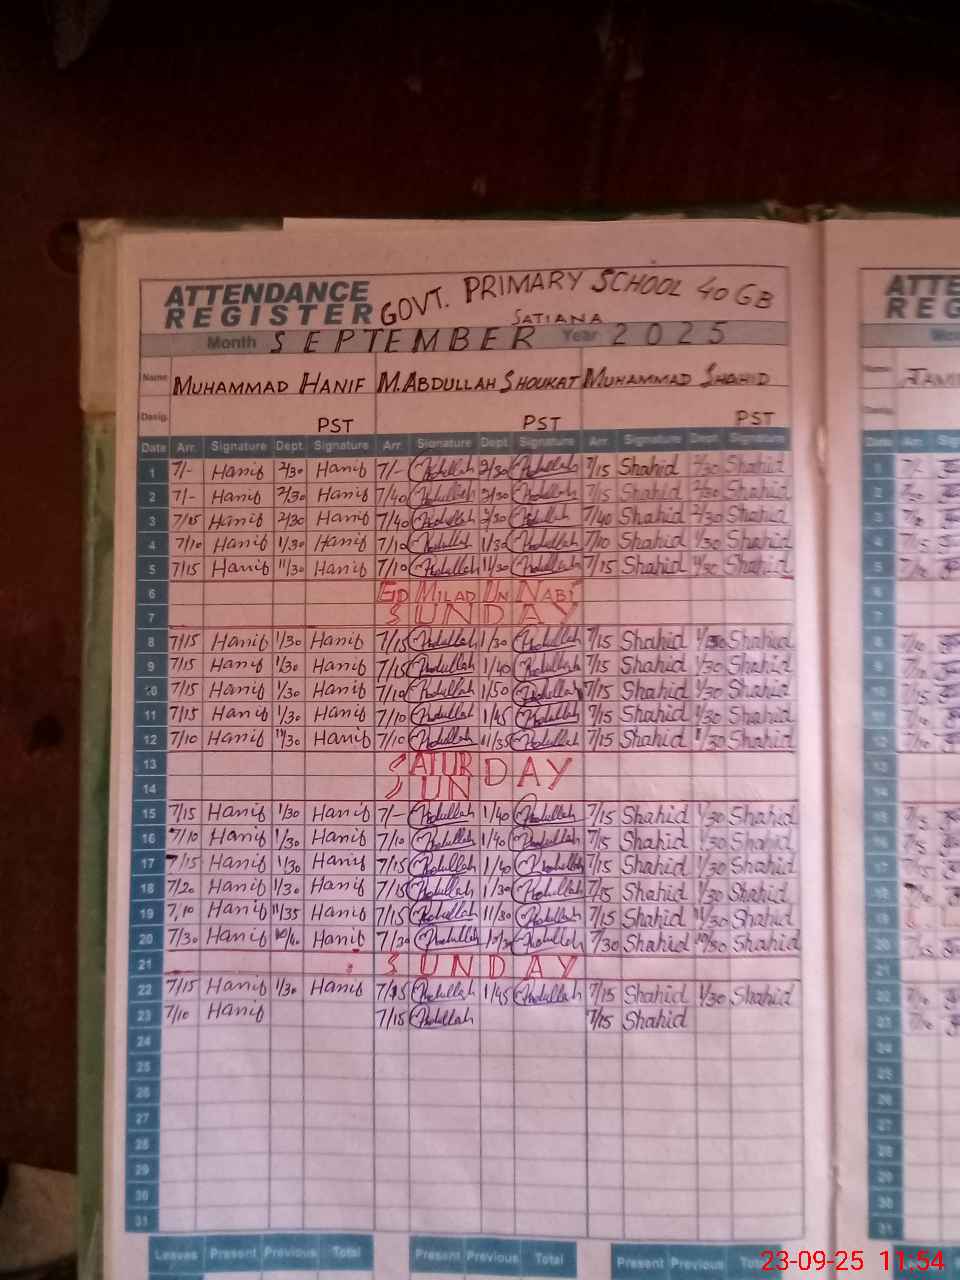 ATTENDANCE REGISTER GOVT. PRIMARY SCHOOL 40 GB
SATIANA
Month SEPTEMBER Year 2025
Name MUHAMMAD HANIF M.ABDULLAH SHOUKAT MUHAMMAD SHAHID
Desig. PST PST PST
Date Arr. Signature Dept. Signature Arr. Signature Dept. Signature Arr. Signature Dept. Signature
1 7/- Hanif 2/30 Hanif 7/- Abdullah 2/30 Abdullah 7/15 Shahid 2/30 Shahid
2 7/- Hanif 2/30 Hanif 7/40 Abdullah 2/30 Abdullah 7/15 Shahid 2/30 Shahid
3 7/15 Hanif 2/30 Hanif 7/40 Abdullah 2/30 Abdullah 7/40 Shahid 2/30 Shahid
4 7/10 Hanif 1/30 Hanif 7/10 Abdullah 1/30 Abdullah 7/10 Shahid 1/30 Shahid
5 7/15 Hanif 11/30 Hanif 7/10 Abdullah 11/30 Abdullah 7/15 Shahid Shahid
6 EID MILAD UN NABI
7 SUNDAY
8 7/15 Hanif 1/30 Hanif 7/15 Abdullah 1/30 Abdullah 7/15 Shahid 1/30 Shahid
9 7/15 Hanif 1/30 Hanif 7/15 Abdullah 1/40 Abdullah 7/15 Shahid 1/30 Shahid
10 7/15 Hanif 1/30 Hanif 7/10 Abdullah 1/50 Abdullah 7/15 Shahid 1/30 Shahid
11 7/15 Hanif 1/30 Hanif 7/10 Abdullah 1/45 Abdullah 7/15 Shahid 1/30 Shahid
12 7/10 Hanif 11/30 Hanif 7/10 Abdullah 11/35 Abdullah 7/15 Shahid Shahid
13 SATUR DAY
14 SUN
15 7/15 Hanif 1/30 Hanif 7/- Abdullah 1/40 Abdullah 7/15 Shahid 1/30 Shahid
16 7/10 Hanif 1/30 Hanif 7/10 Abdullah 1/40 Abdullah 7/15 Shahid 1/30 Shahid
17 7/15 Hanif 1/30 Hanif 7/15 Abdullah 1/40 Abdullah 7/15 Shahid 1/30 Shahid
18 7/20 Hanif 1/30 Hanif 7/15 Abdullah 1/30 Abdullah 7/15 Shahid 1/30 Shahid
19 7/10 Hanif 11/35 Hanif 7/15 Abdullah 11/30 Abdullah 7/15 Shahid 11/30 Shahid
20 7/30 Hanif 10/40 Hanif 7/30 Abdullah Abdullah 7/30 Shahid 10/30 Shahid
21 SUNDAY
22 7/15 Hanif 1/30 Hanif 7/15 Abdullah 1/45 Abdullah 7/15 Shahid 1/30 Shahid
23 7/10 Hanif 7/15 Abdullah 7/15 Shahid
24
25
26
27
28
29
30
31
Leaves Present Previous Total Present Previous Total Present Previous
23-09-25 11:54